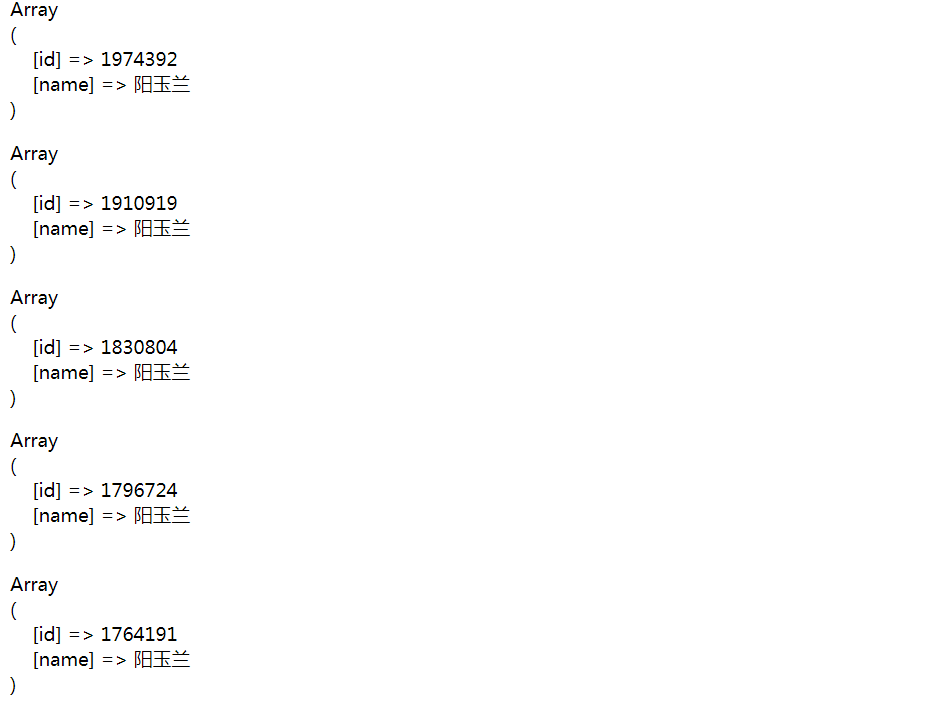 Array
(
[id] => 1974392
[name] => 阳玉兰
)
Array
(
[id] => 1910919
[name] => 阳玉兰
)
Array
(
[id] => 1830804
[name] => 阳玉兰
)
Array
(
[id] => 1796724
[name] => 阳玉兰
)
Array
(
[id] => 1764191
[name] => 阳玉兰
)